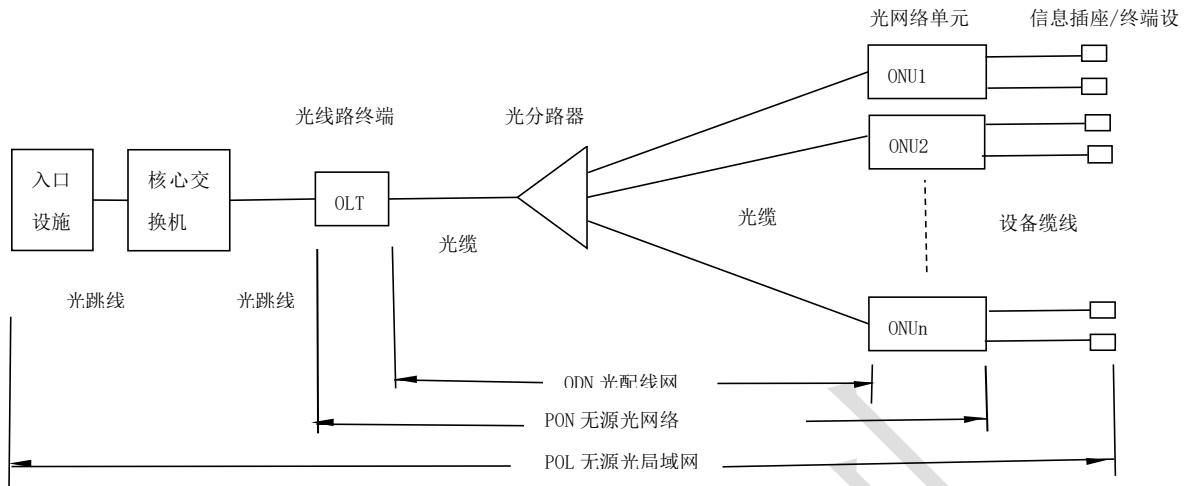 光网络单元
信息插座/终端设
ONU1
光线路终端
光分路器
ONU2
入口
设施
核心交
换机
OLT
光缆
光缆
设备缆线
光跳线
光跳线
ONUn
ODN 光配线网
PON 无源光网络
POL 无源光局域网